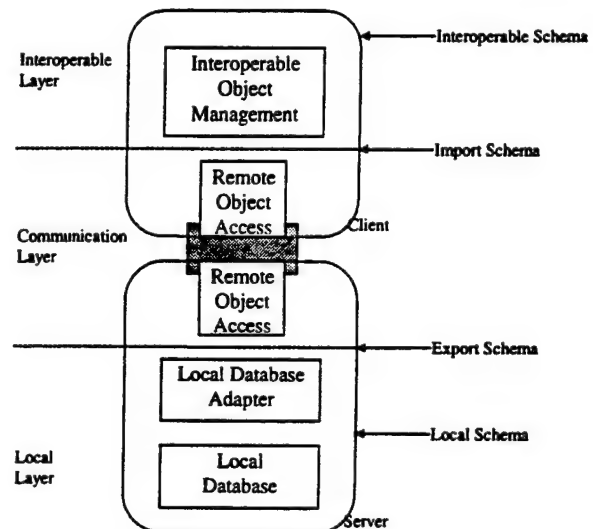 Interoperable Schema
Interoperable
Layer
Interoperable
Object
Management
Import Schema
Remote
Object
Access
Client
Communication
Layer
Remote
Object
Access
Export Schema
Local Database
Adapter
Local Schema
Local
Layer
Local
Database
Server